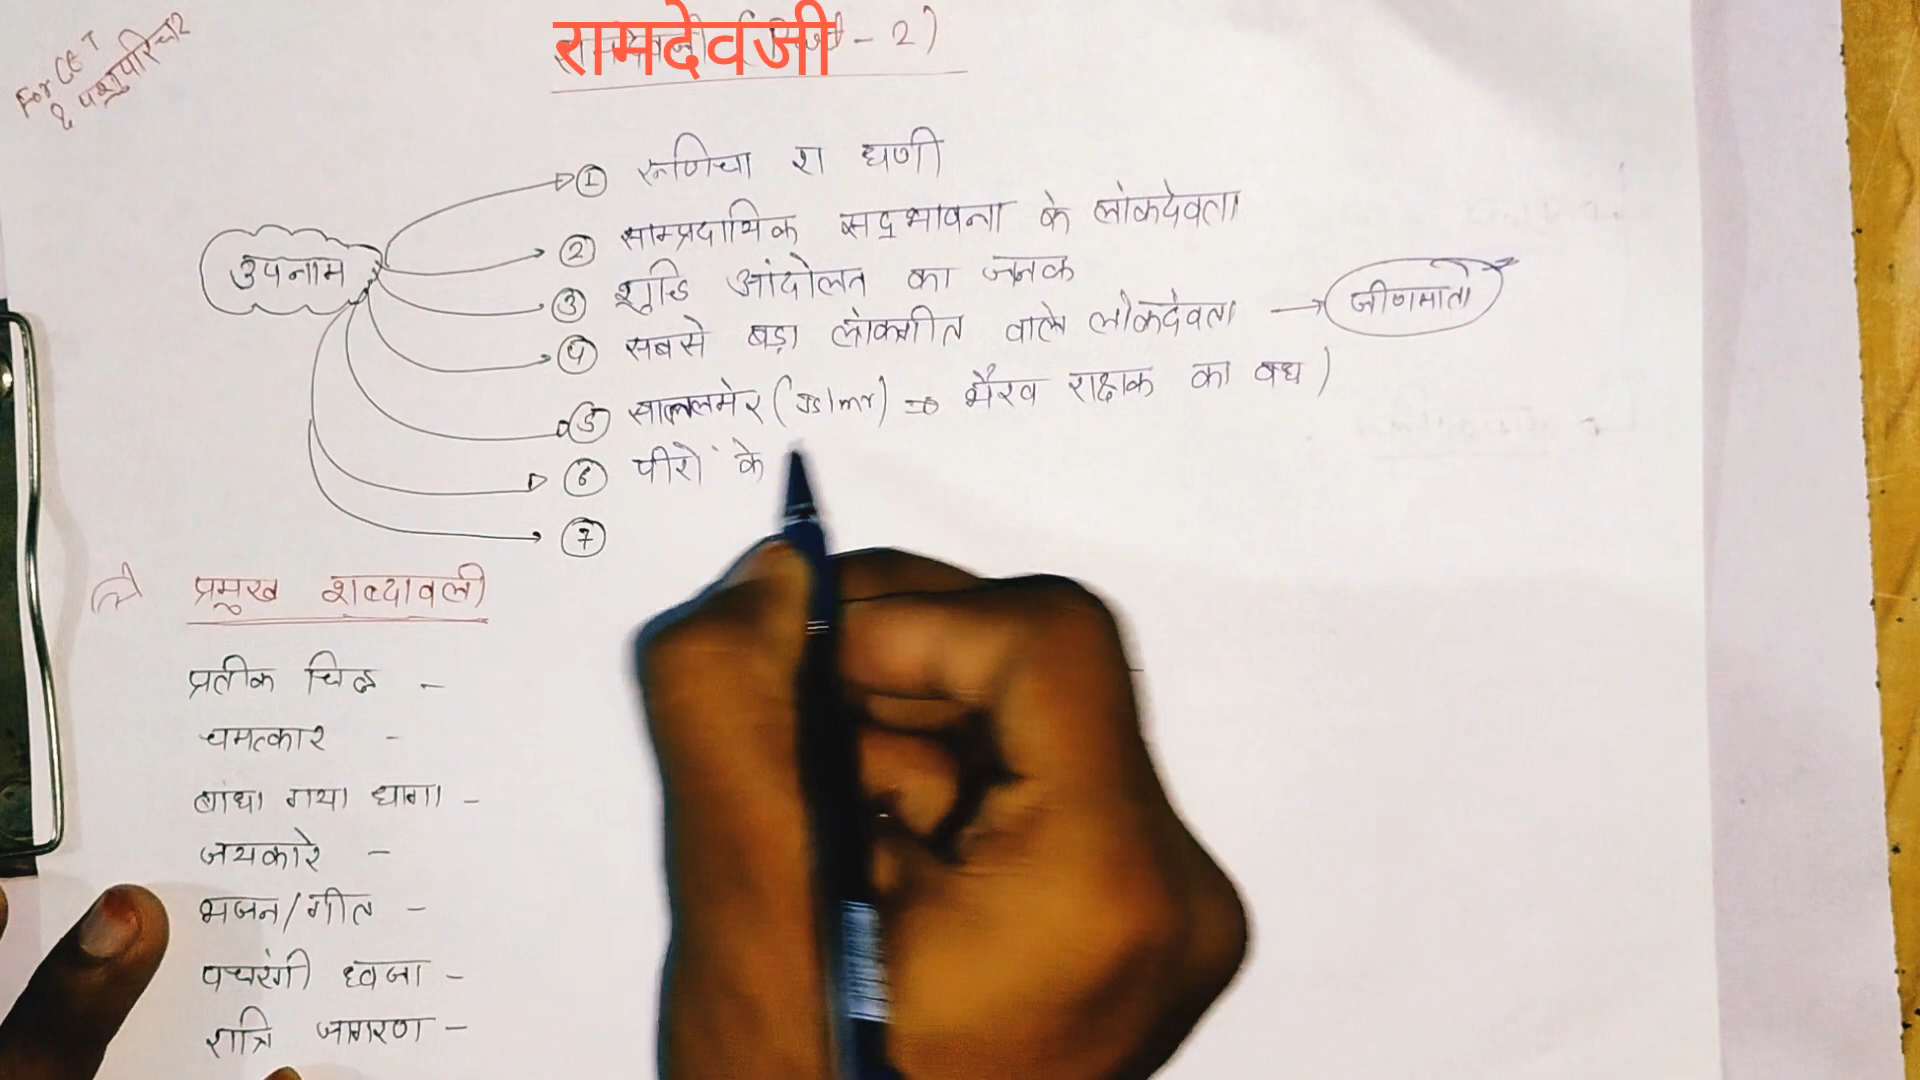 For CET
& पशुपरिचर
रामदेवजी - 2)
उपनाम
① रूणिचा रा धणी
② साम्प्रदायिक सद्भावना के लोकदेवता
③ शुद्धि आंदोलन का जनक
④ सबसे बड़ा लोकगीत वाले लोकदेवता → जीणमाता
⑤ (Jslmr) ⇒ भैरव राक्षक का वध)
⑥ पीरों के
⑦
प्रमुख शब्दावली
प्रतीक चिह्न -
चमत्कार -
बांधा गया धागा -
जयकारे -
भजन/गीत -
पचरंगी ध्वजा -
रात्रि जागरण -